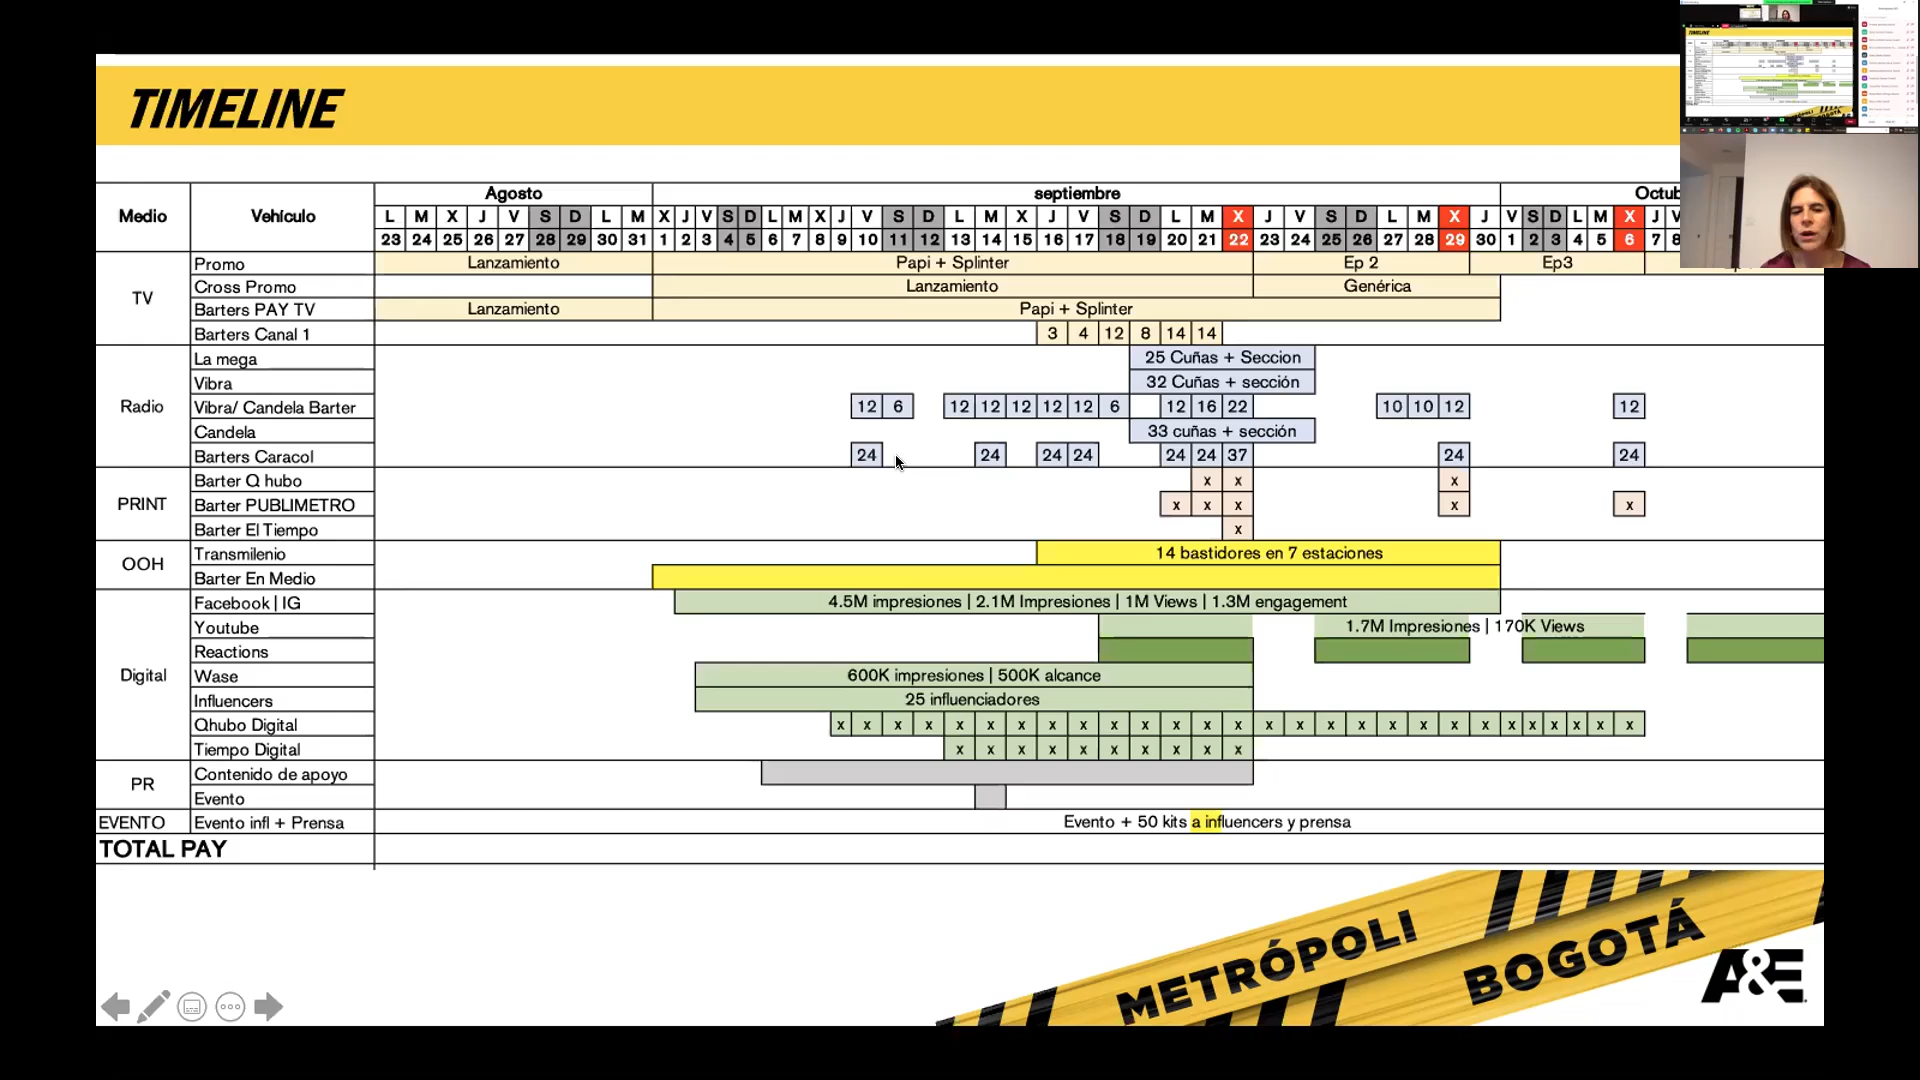 TIMELINE
Medio Vehículo Agosto septiembre Octub
L M X J V S D L M X J V S D L M X J V S D L M X J V S D L M X J V S D L M X J V S D L M X J V
23 24 25 26 27 28 29 30 31 1 2 3 4 5 6 7 8 9 10 11 12 13 14 15 16 17 18 19 20 21 22 23 24 25 26 27 28 29 30 1 2 3 4 5 6 7 8
TV
Promo Lanzamiento Papi + Splinter Ep 2 Ep3
Cross Promo Lanzamiento Genérica
Barters PAY TV Lanzamiento Papi + Splinter
Barters Canal 1 3 4 12 8 14 14
Radio
La mega 25 Cuñas + Seccion
Vibra 32 Cuñas + sección
Vibra/ Candela Barter 12 6 12 12 12 12 12 6 12 16 22 10 10 12 12
Candela 33 cuñas + sección
Barters Caracol 24 24 24 24 24 24 37 24 24
PRINT
Barter Q hubo x x x
Barter PUBLIMETRO x x x x x
Barter El Tiempo x
OOH
Transmilenio 14 bastidores en 7 estaciones
Barter En Medio
Digital
Facebook | IG 4.5M impresiones | 2.1M Impresiones | 1M Views | 1.3M engagement
Youtube 1.7M Impresiones | 170K Views
Reactions
Wase 600K impresiones | 500K alcance
Influencers 25 influenciadores
Qhubo Digital x x x x x x x x x x x x x x x x x x x x x x x x x x x x
Tiempo Digital x x x x x x x x x x
PR
Contenido de apoyo
Evento
EVENTO Evento infl + Prensa Evento + 50 kits a influencers y prensa
TOTAL PAY
METRÓPOLI
BOGOTÁ
A&E